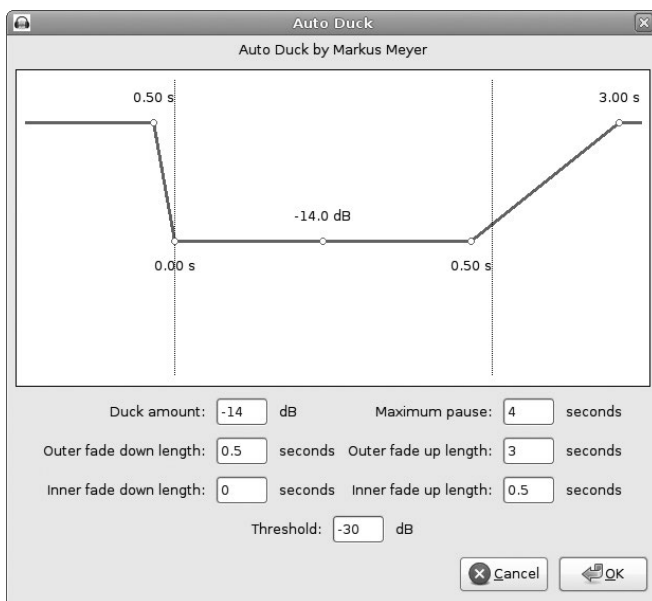 Auto Duck
Auto Duck by Markus Meyer
0.50 s
3.00 s
-14.0 dB
0.00 s
0.50 s
Duck amount: -14 dB
Maximum pause: 4 seconds
Outer fade down length: 0.5 seconds
Outer fade up length: 3 seconds
Inner fade down length: 0 seconds
Inner fade up length: 0.5 seconds
Threshold: -30 dB
Cancel
OK